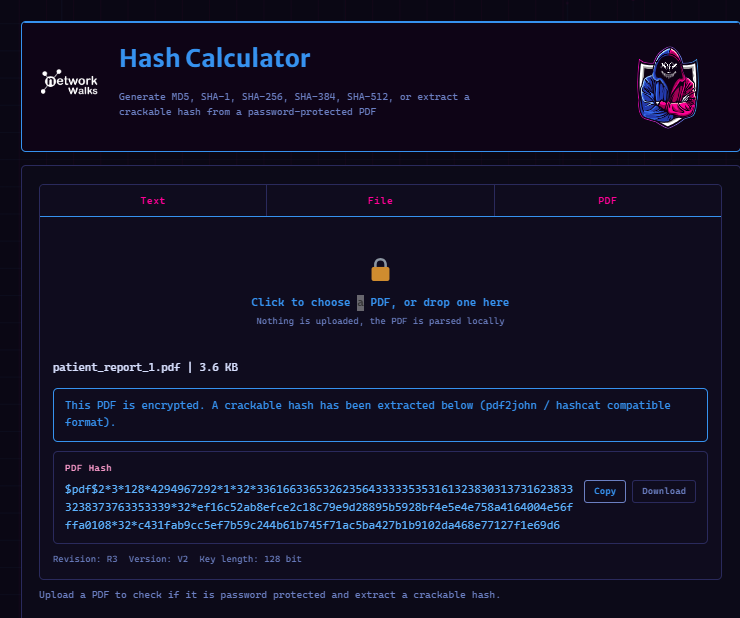 network
Walks
Hash Calculator
Generate MD5, SHA-1, SHA-256, SHA-384, SHA-512, or extract a
crackable hash from a password-protected PDF
Text
File
PDF
Click to choose a PDF, or drop one here
Nothing is uploaded, the PDF is parsed locally
patient_report_1.pdf | 3.6 KB
This PDF is encrypted. A crackable hash has been extracted below (pdf2john / hashcat compatible
format).
PDF Hash
$pdf$2*3*128*4294967292*1*32*3361663365326235643333353531613238303137316238333
3238373763353339*32*ef16c52ab8efce2c18c79e9d28895b5928bf4e5e4e758a4164004e56f
ffa0108*32*c431fab9cc5ef7b59c244b61b745f71ac5ba427b1b9102da468e77127f1e69d6
Copy
Download
Revision: R3 Version: V2 Key length: 128 bit
Upload a PDF to check if it is password protected and extract a crackable hash.